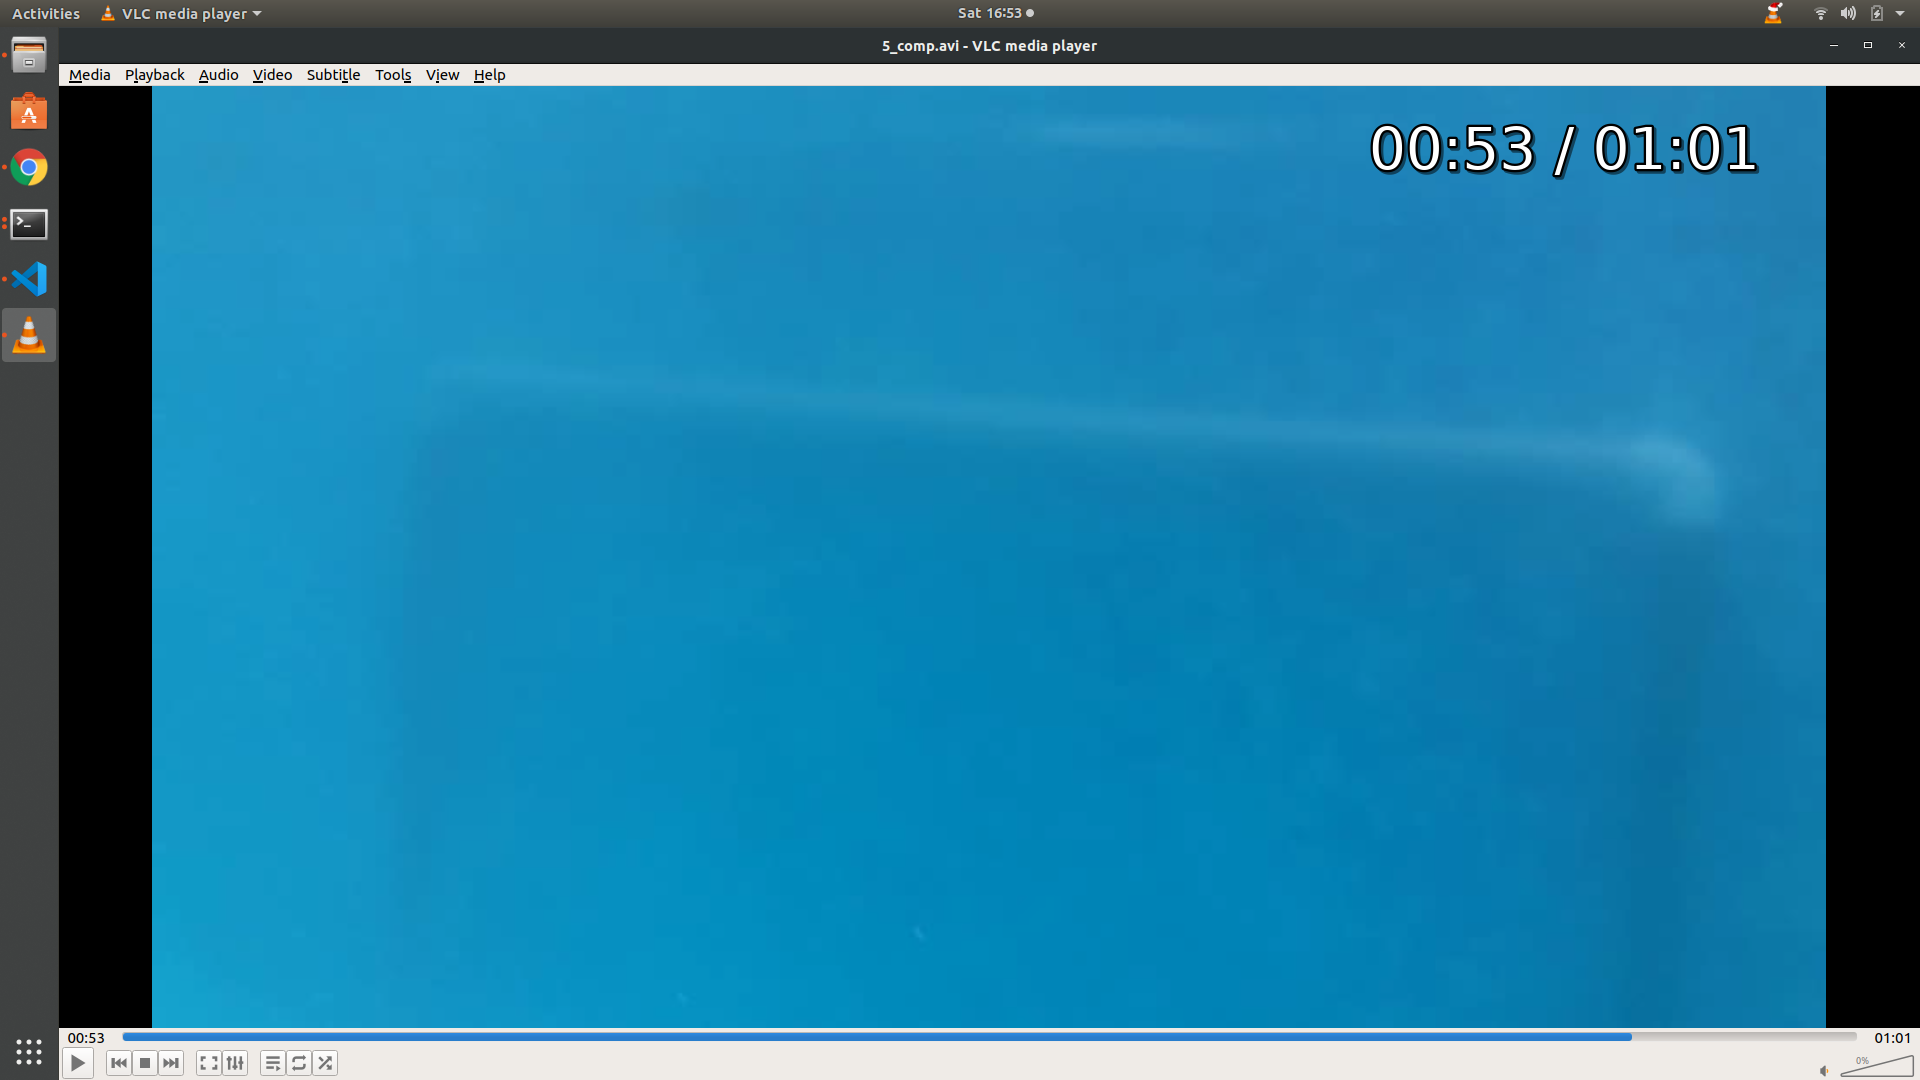 Activities VLC media player Sat 16:53
5_comp.avi - VLC media player
Media Playback Audio Video Subtitle Tools View Help
00:53 / 01:01
00:53 01:01
0%